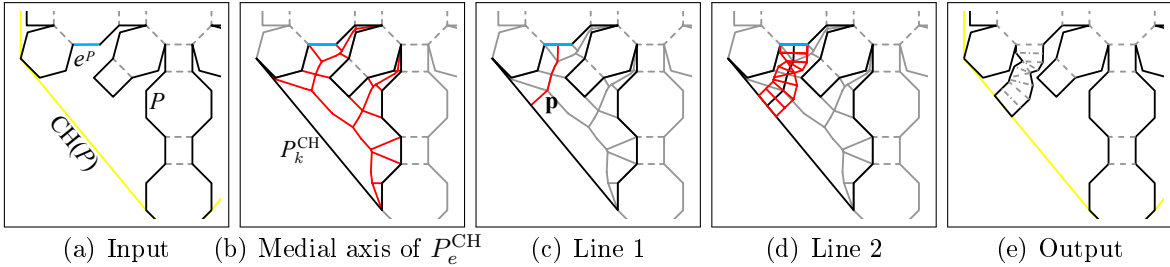 e^P
P
CH(P)
P_k^CH
p
(a) Input
(b) Medial axis of P_e^CH
(c) Line 1
(d) Line 2
(e) Output